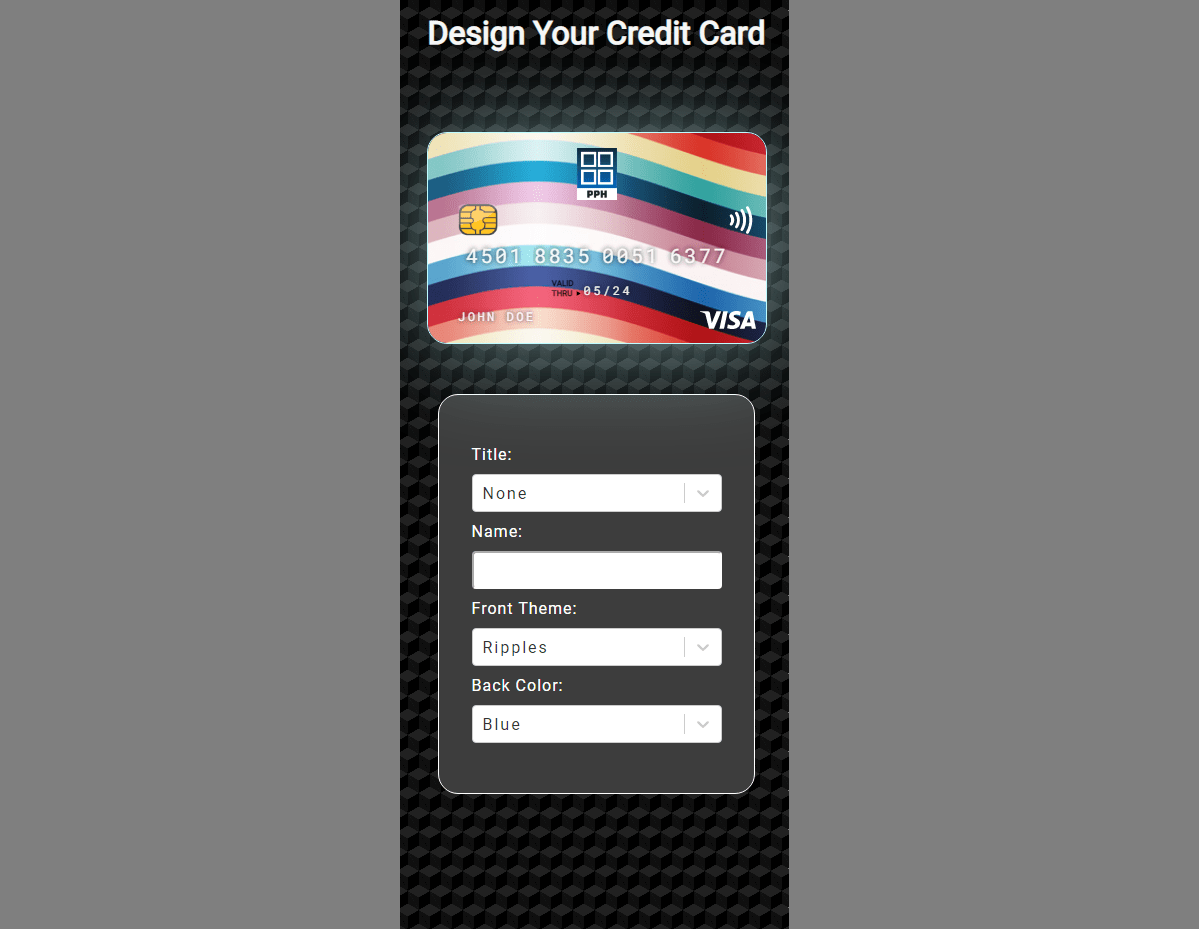 Design Your Credit Card
PPH
4501 8835 0051 6377
VALID
THRU ▸ 05/24
JOHN DOE
VISA
Title:
None
Name:
Front Theme:
Ripples
Back Color:
Blue